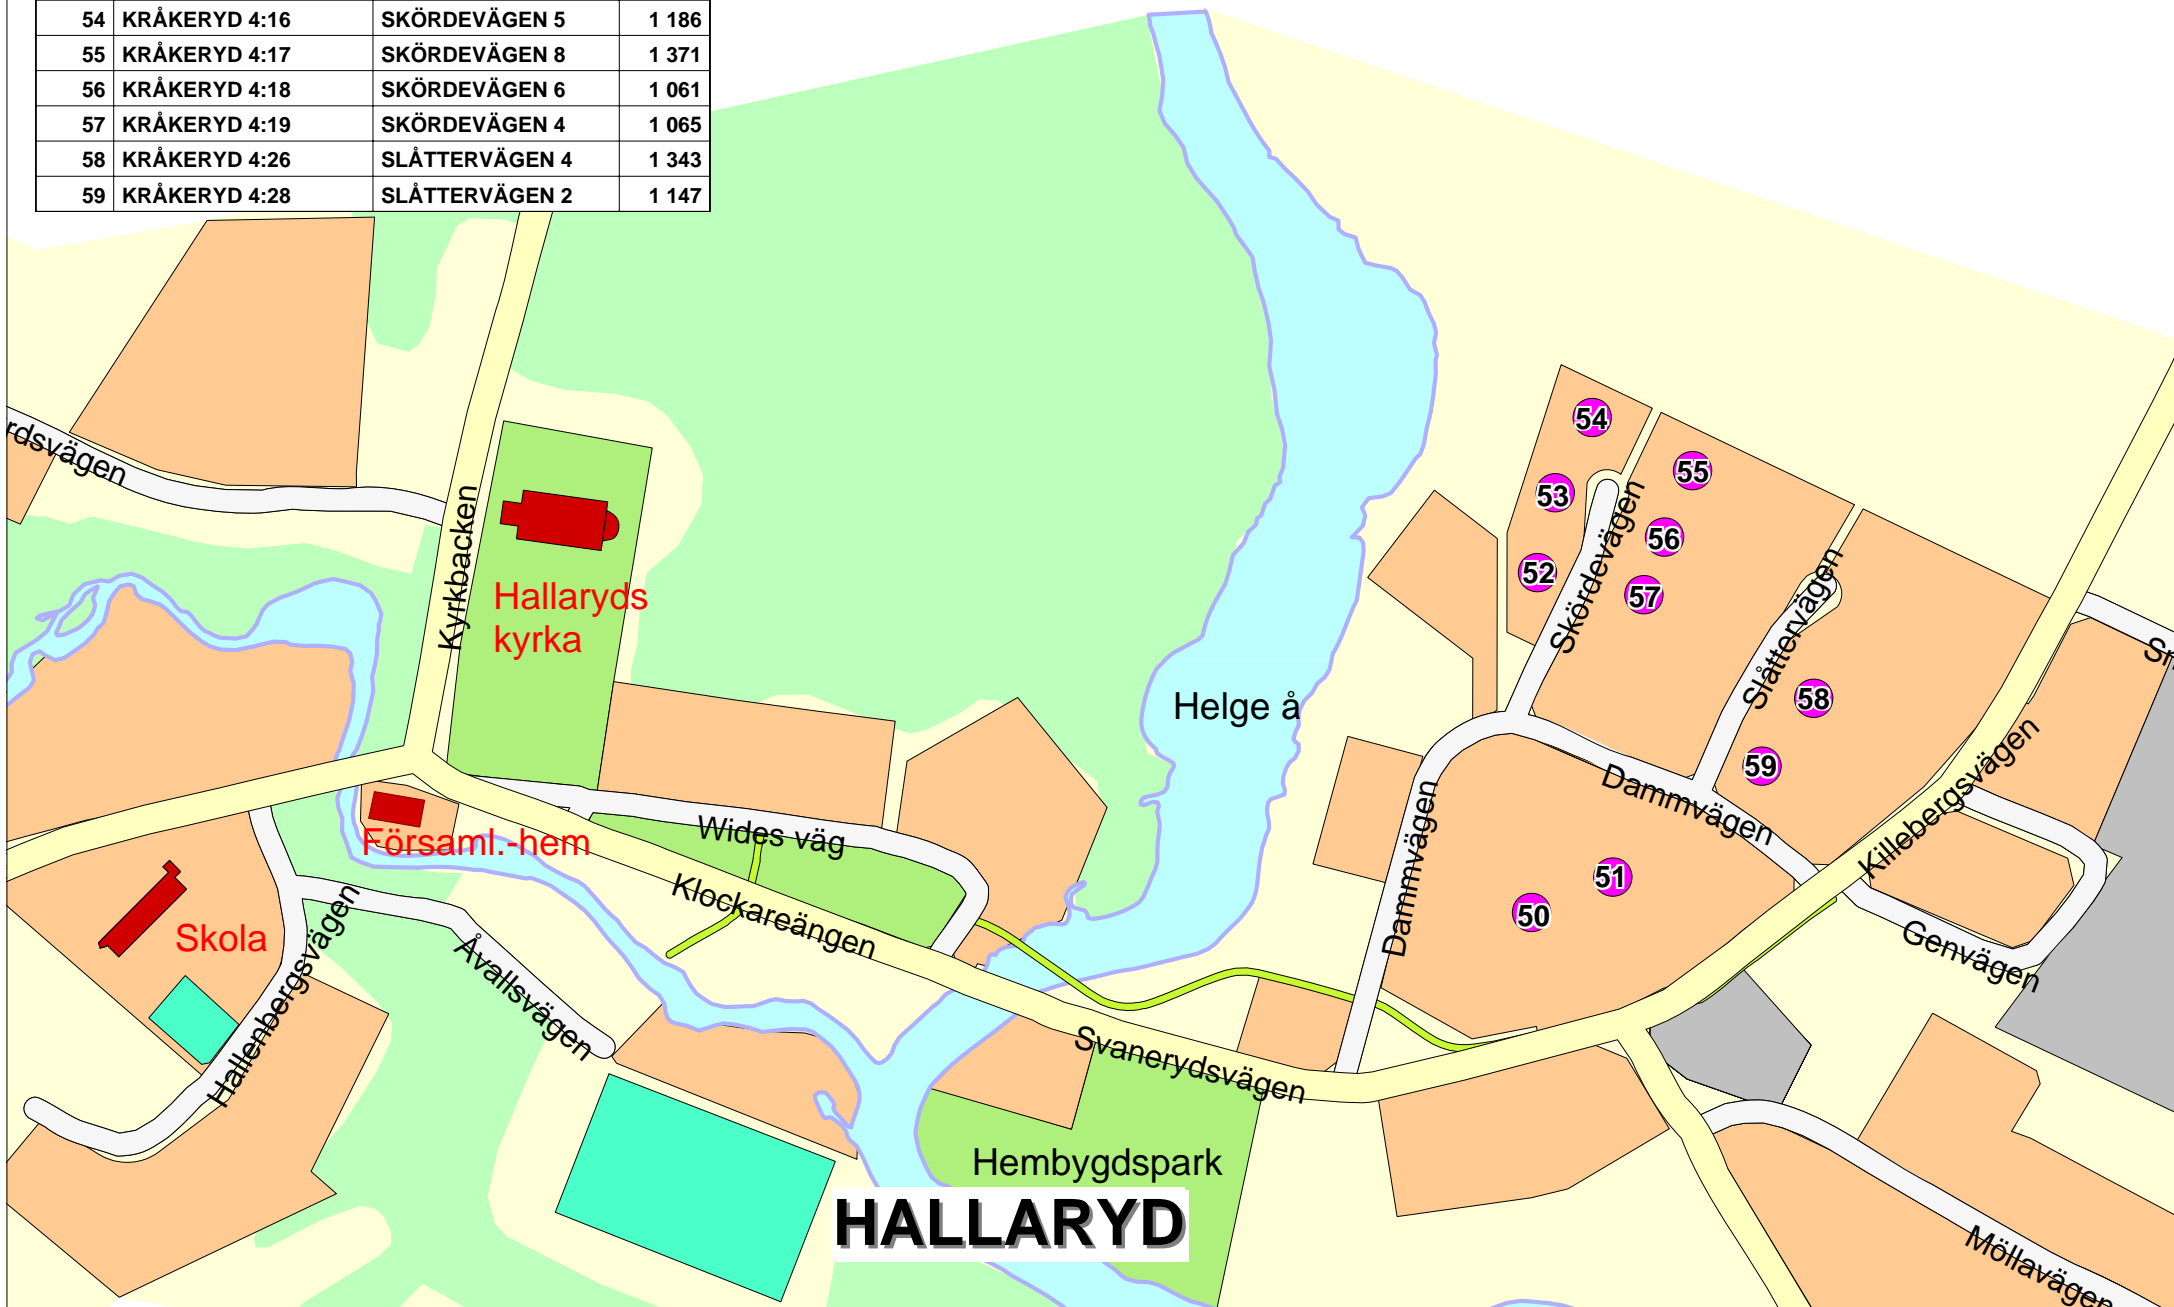 54 KRÅKERYD 4:16 SKÖRDEVÄGEN 5 1 186
55 KRÅKERYD 4:17 SKÖRDEVÄGEN 8 1 371
56 KRÅKERYD 4:18 SKÖRDEVÄGEN 6 1 061
57 KRÅKERYD 4:19 SKÖRDEVÄGEN 4 1 065
58 KRÅKERYD 4:26 SLÅTTERVÄGEN 4 1 343
59 KRÅKERYD 4:28 SLÅTTERVÄGEN 2 1 147
rdsvägen
Kyrkbacken
Hallaryds
kyrka
54
53
52
55
56
57
Skördevägen
Slåttervägen
58
59
Helge å
Dammvägen
Dammvägen
Killebergsvägen
51
50
Wides väg
Församl.-hem
Klockareängen
Skola
Hallenbergsvägen
Åvallsvägen
Genvägen
Svanerydsvägen
Hembygdspark
HALLARYD
Möllavägen